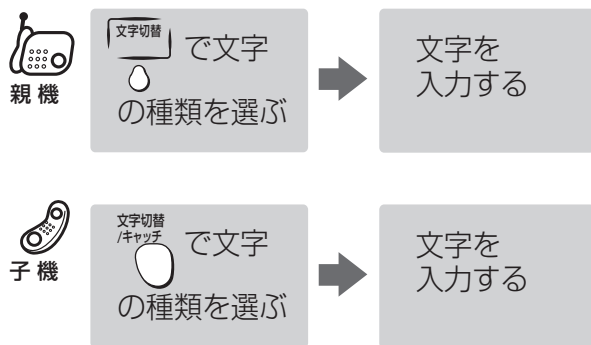 親機
文字切替
で文字
の種類を選ぶ
文字を
入力する
子機
文字切替
/キャッチ
で文字
の種類を選ぶ
文字を
入力する